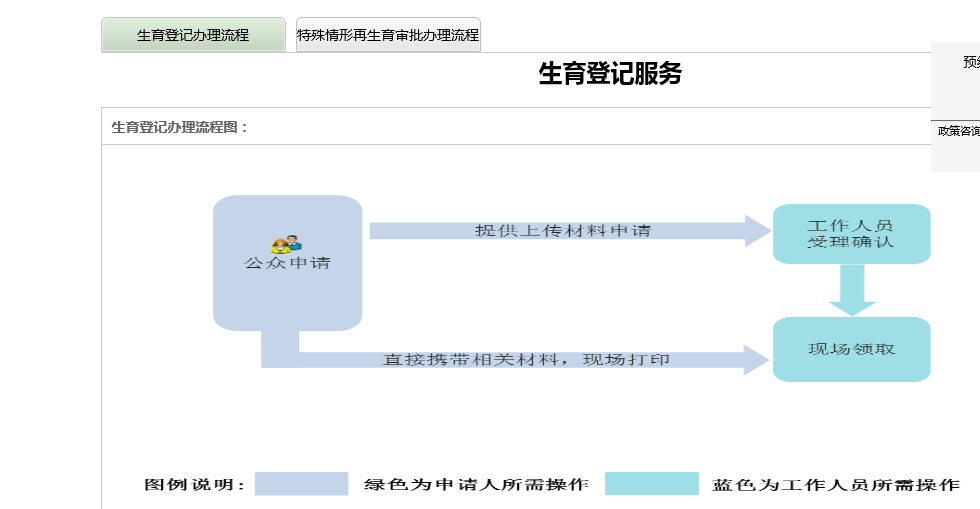 生育登记办理流程
特殊情形再生育审批办理流程
生育登记服务
政策咨询
生育登记办理流程图：
公众申请
提供上传材料申请
工作人员
受理确认
直接携带相关材料，现场打印
现场领取
图例说明：
绿色为申请人所需操作
蓝色为工作人员所需操作